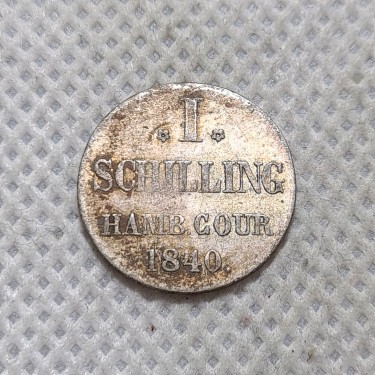 * I *
SCHILLING
HAMB. COUR.
1840.